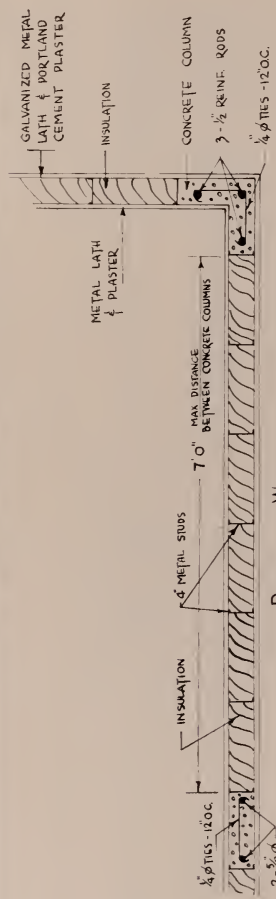 GALVANIZED METAL
LATH & PORTLAND
CEMENT PLASTER
INSULATION
CONCRETE COLUMN
3 - ½" REINF. RODS
¼" Ø TIES - 12" O.C.
METAL LATH
& PLASTER
7'0" MAX DISTANCE
BETWEEN CONCRETE COLUMNS
4" METAL STUDS
INSULATION
¼" Ø TIES - 12" O.C.